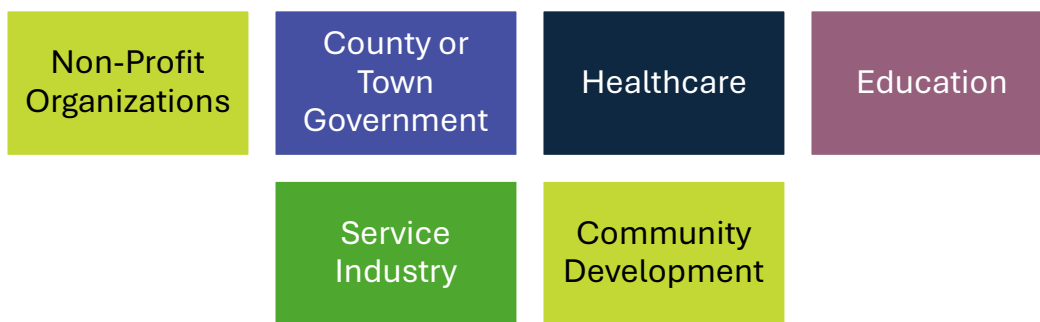 Non-Profit
Organizations
County or
Town
Government
Healthcare
Education
Service
Industry
Community
Development